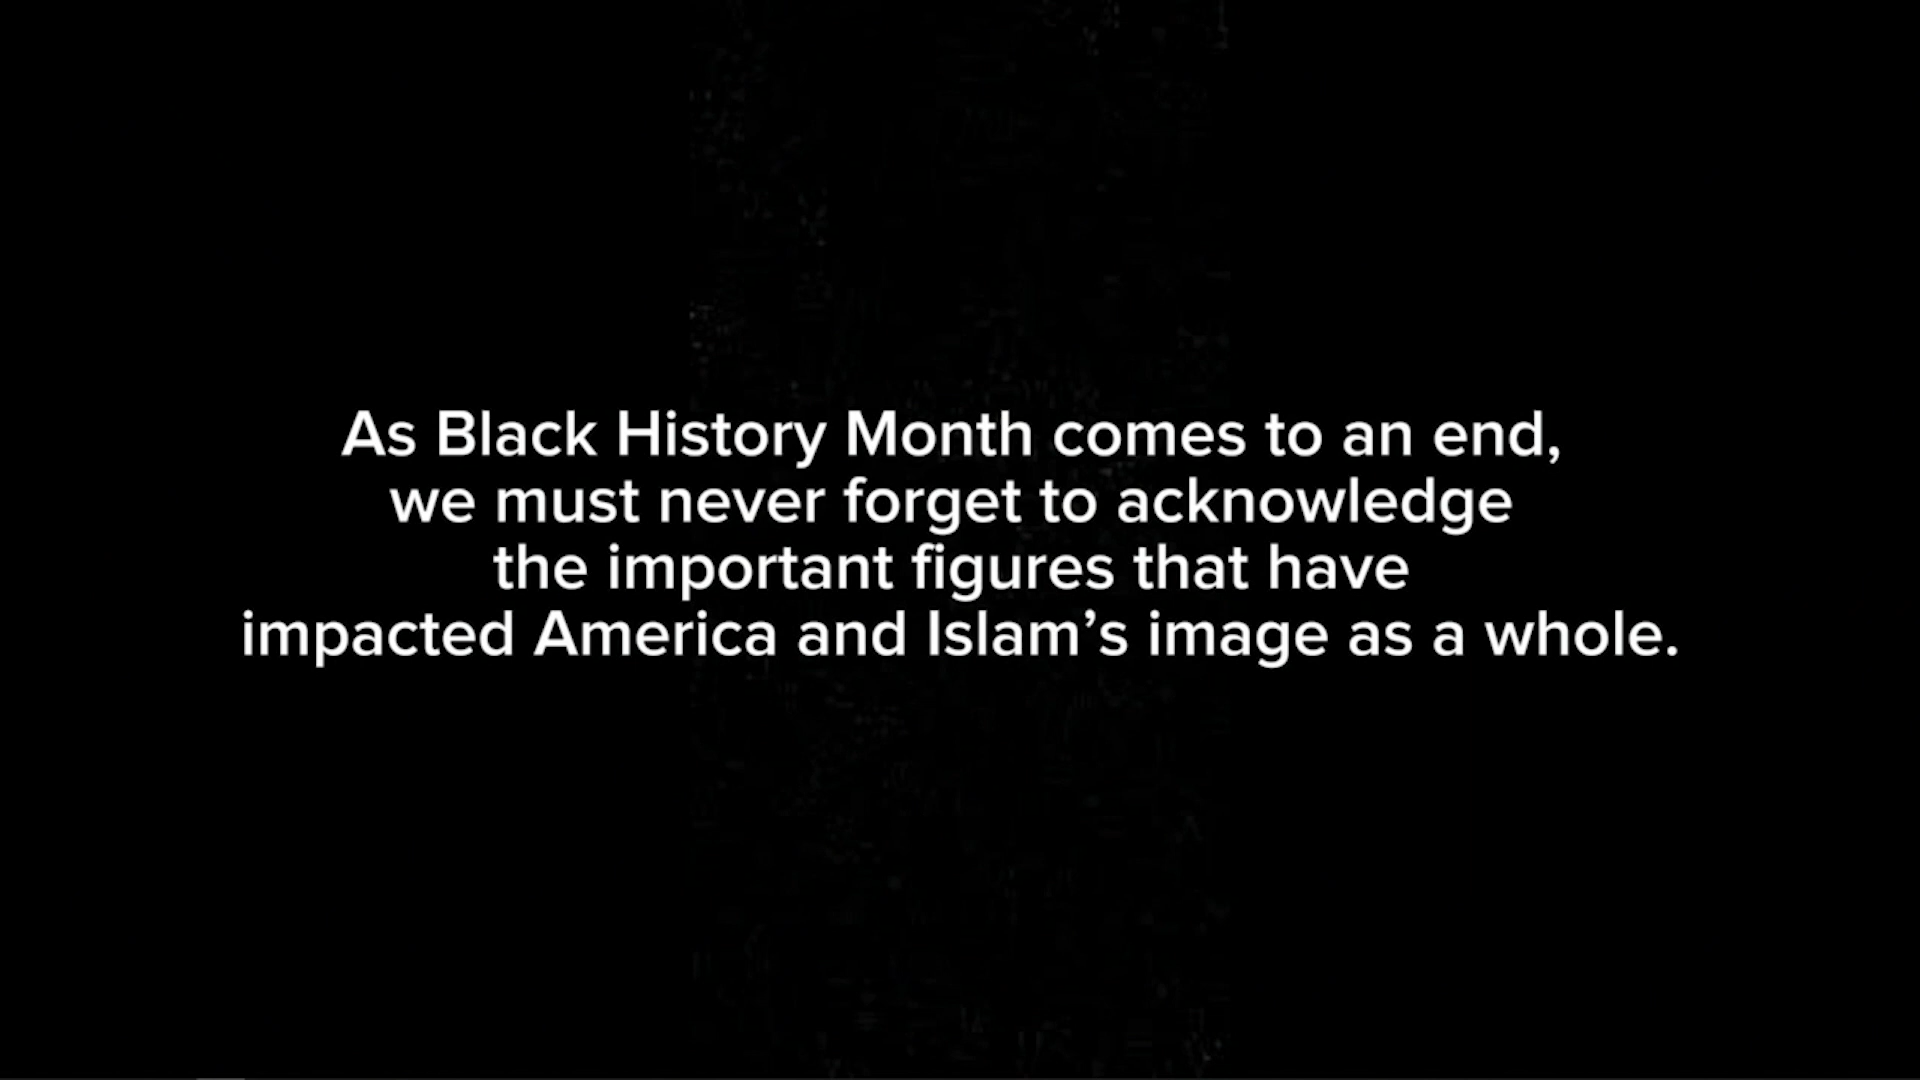 As Black History Month comes to an end,
we must never forget to acknowledge
the important figures that have
impacted America and Islam’s image as a whole.